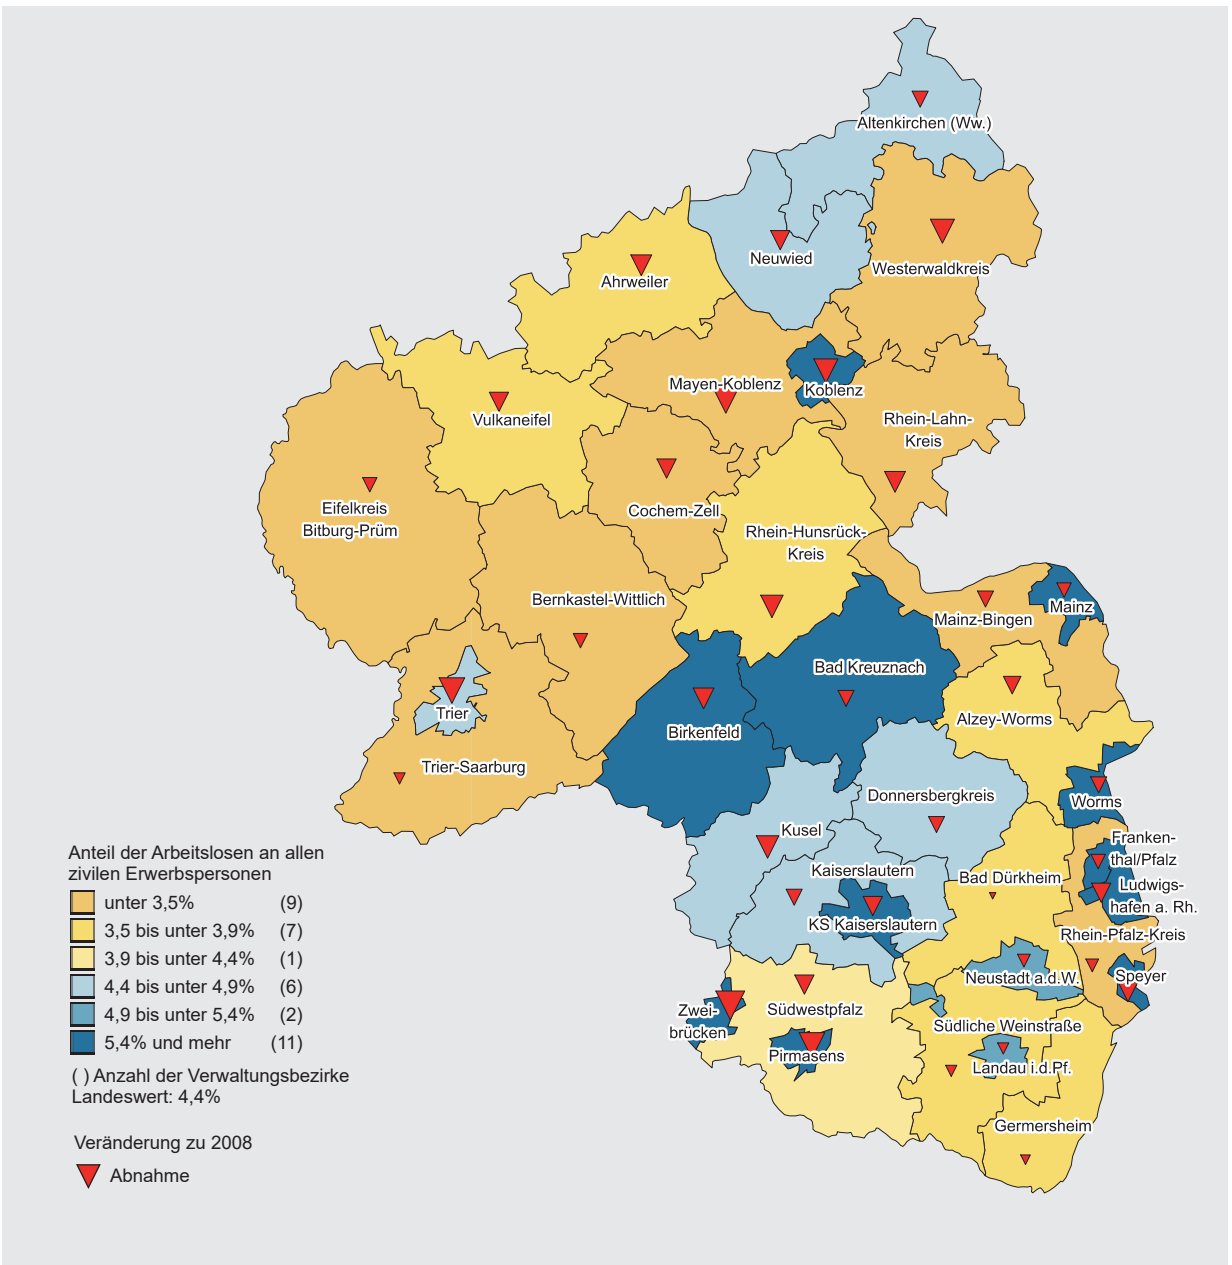 Altenkirchen (Ww.)
Neuwied
Westerwaldkreis
Ahrweiler
Mayen-Koblenz
Koblenz
Vulkaneifel
Rhein-Lahn-
Kreis
Eifelkreis
Bitburg-Prüm
Cochem-Zell
Rhein-Hunsrück-
Kreis
Bernkastel-Wittlich
Mainz-Bingen
Mainz
Bad Kreuznach
Trier
Birkenfeld
Alzey-Worms
Trier-Saarburg
Donnersbergkreis
Worms
Kusel
Franken-
thal/Pfalz
Kaiserslautern
Bad Dürkheim
Ludwigs-
hafen a. Rh.
KS Kaiserslautern
Rhein-Pfalz-Kreis
Neustadt a.d.W.
Speyer
Zwei-
brücken
Südwestpfalz
Südliche Weinstraße
Pirmasens
Landau i.d.Pf.
Germersheim
Anteil der Arbeitslosen an allen
zivilen Erwerbspersonen
unter 3,5% (9)
3,5 bis unter 3,9% (7)
3,9 bis unter 4,4% (1)
4,4 bis unter 4,9% (6)
4,9 bis unter 5,4% (2)
5,4% und mehr (11)
( ) Anzahl der Verwaltungsbezirke
Landeswert: 4,4%
Veränderung zu 2008
Abnahme